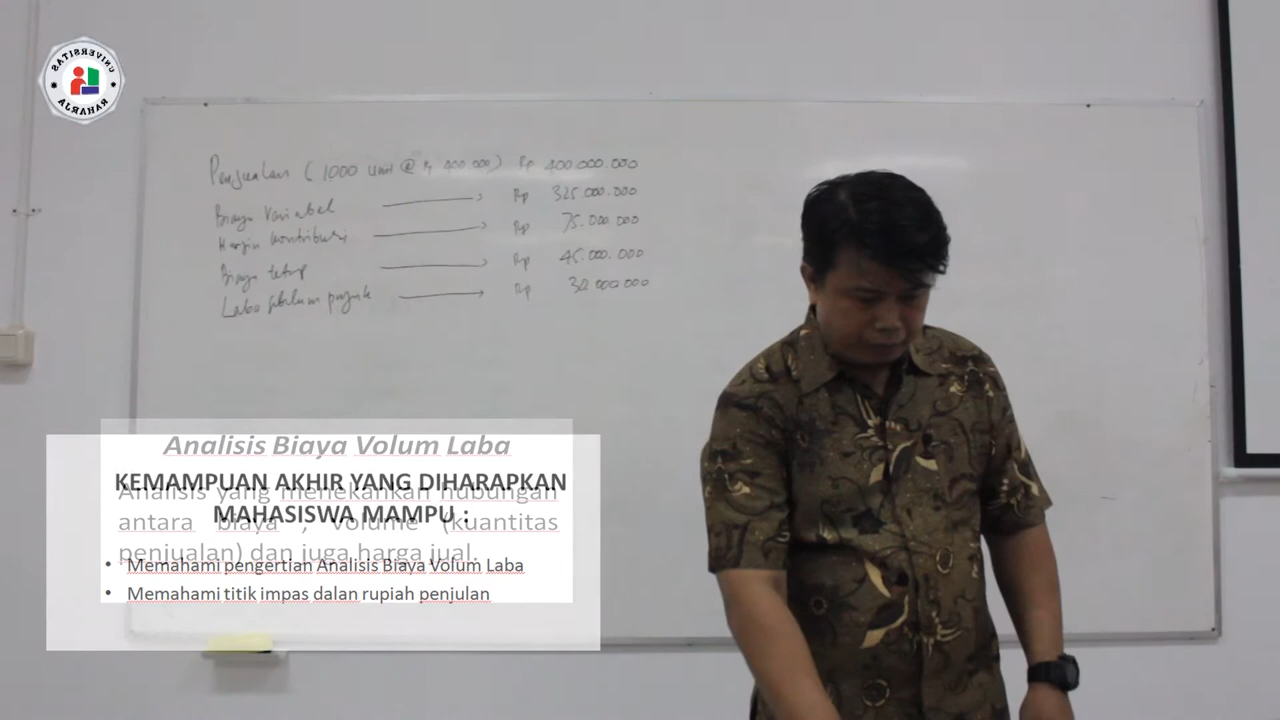 UNIVERSITAS
RAHARJA
Penjualan ( 1000 unit @ Rp 400.000 ) Rp 400.000.000
Biaya Variabel Rp 325.000.000
Margin kontribusi Rp 75.000.000
Biaya tetap Rp 45.000.000
Laba sebelum pajak Rp 30.000.000
Analisis Biaya Volum Laba
Analisis yang menekankan hubungan
antara biaya , volume (kuantitas
penjualan) dan juga harga jual.
KEMAMPUAN AKHIR YANG DIHARAPKAN
MAHASISWA MAMPU :
• Memahami pengertian Analisis Biaya Volum Laba
• Memahami titik impas dalan rupiah penjulan